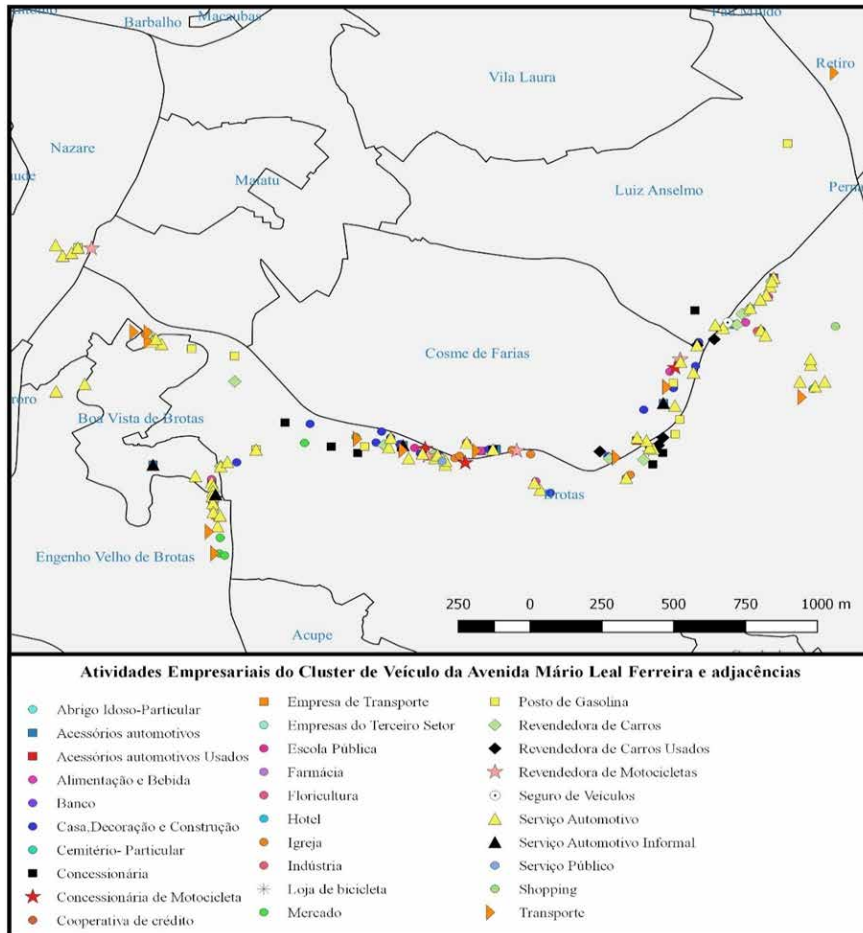 Barbalho
Macaubas
Pau Miudo
Retiro
Vila Laura
Nazare
Matatu
Luiz Anselmo
Perna
Cosme de Farias
Boa Vista de Brotas
Brotas
Engenho Velho de Brotas
Acupe
250 0 250 500 750 1000 m
Atividades Empresariais do Cluster de Veículo da Avenida Mário Leal Ferreira e adjacências
Abrigo Idoso-Particular
Acessórios automotivos
Acessórios automotivos Usados
Alimentação e Bebida
Banco
Casa,Decoração e Construção
Cemitério- Particular
Concessionária
Concessionária de Motocicleta
Cooperativa de crédito
Empresa de Transporte
Empresas do Terceiro Setor
Escola Pública
Farmácia
Floricultura
Hotel
Igreja
Indústria
Loja de bicicleta
Mercado
Posto de Gasolina
Revendedora de Carros
Revendedora de Carros Usados
Revendedora de Motocicletas
Seguro de Veículos
Serviço Automotivo
Serviço Automotivo Informal
Serviço Público
Shopping
Transporte